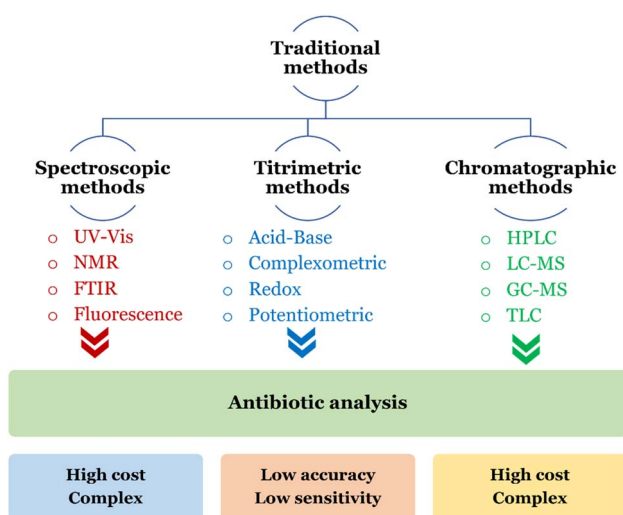 Traditional
methods
Spectroscopic
methods
o UV-Vis
o NMR
o FTIR
o Fluorescence
Titrimetric
methods
o Acid-Base
o Complexometric
o Redox
o Potentiometric
Chromatographic
methods
o HPLC
o LC-MS
o GC-MS
o TLC
Antibiotic analysis
High cost
Complex
Low accuracy
Low sensitivity
High cost
Complex